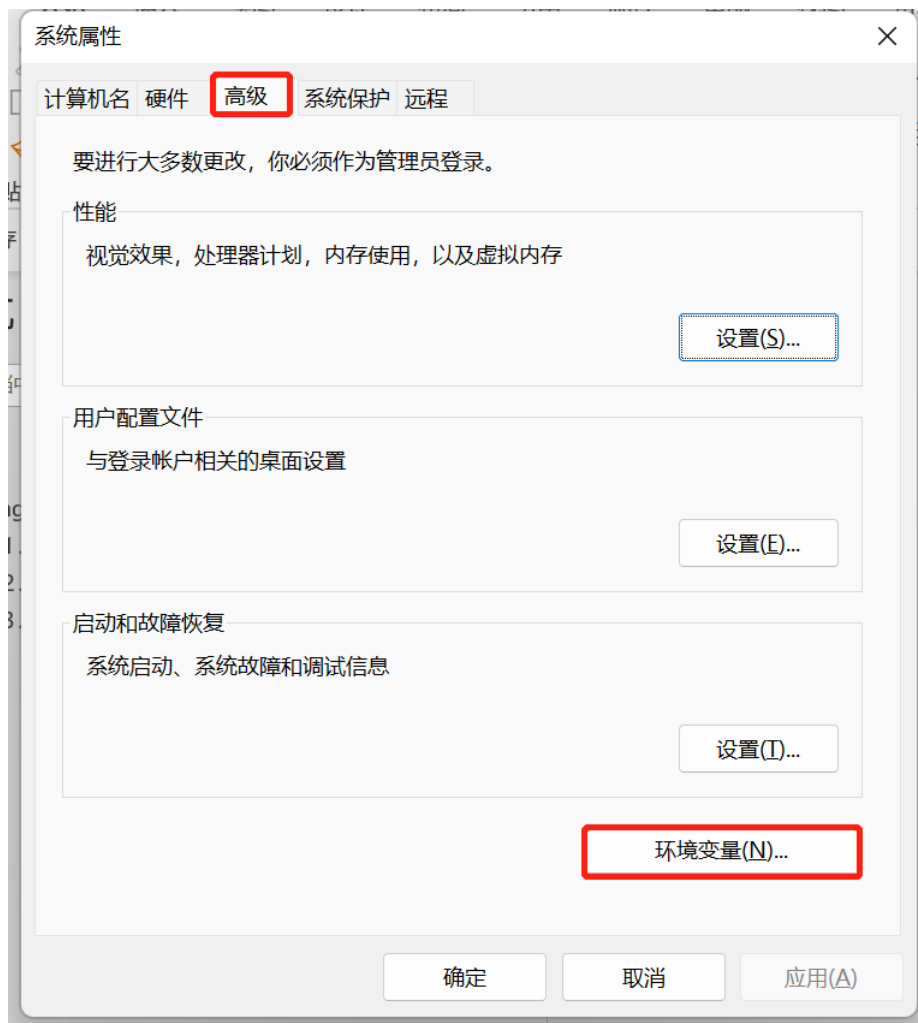 系统属性
计算机名 硬件 高级 系统保护 远程
要进行大多数更改，你必须作为管理员登录。
性能
视觉效果，处理器计划，内存使用，以及虚拟内存
设置(S)...
用户配置文件
与登录帐户相关的桌面设置
设置(E)...
启动和故障恢复
系统启动、系统故障和调试信息
设置(T)...
环境变量(N)...
确定 取消 应用(A)